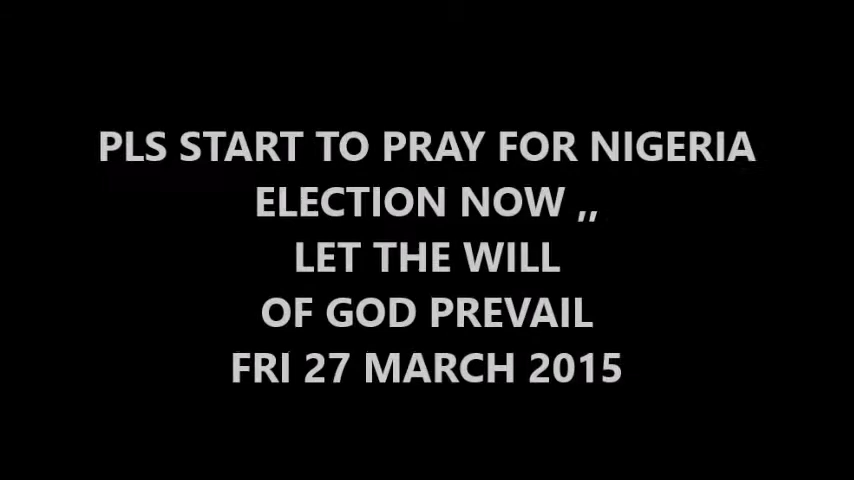 PLS START TO PRAY FOR NIGERIA
ELECTION NOW ,,
LET THE WILL
OF GOD PREVAIL
FRI 27 MARCH 2015